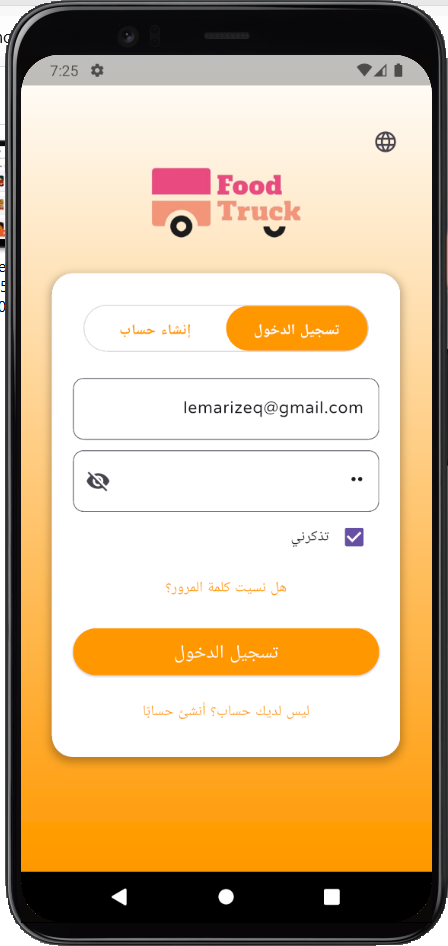 7:25
Food
Truck
تسجيل الدخول
إنشاء حساب
lemarizeq@gmail.com
••
تذكرني
هل نسيت كلمة المرور؟
تسجيل الدخول
ليس لديك حساب؟ أنشئ حسابًا